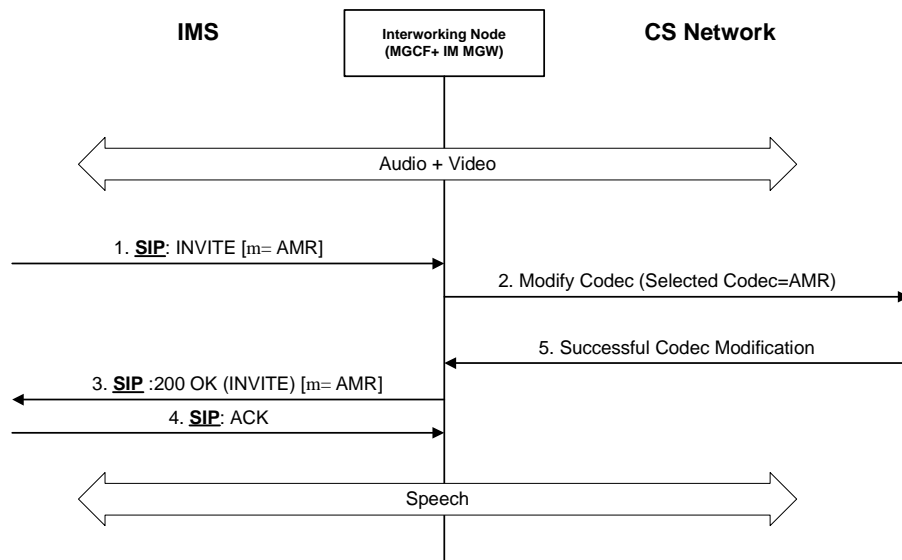 IMS
Interworking Node
(MGCF+ IM MGW)
CS Network
Audio + Video
1. SIP: INVITE [m= AMR]
2. Modify Codec (Selected Codec=AMR)
5. Successful Codec Modification
3. SIP :200 OK (INVITE) [m= AMR]
4. SIP: ACK
Speech